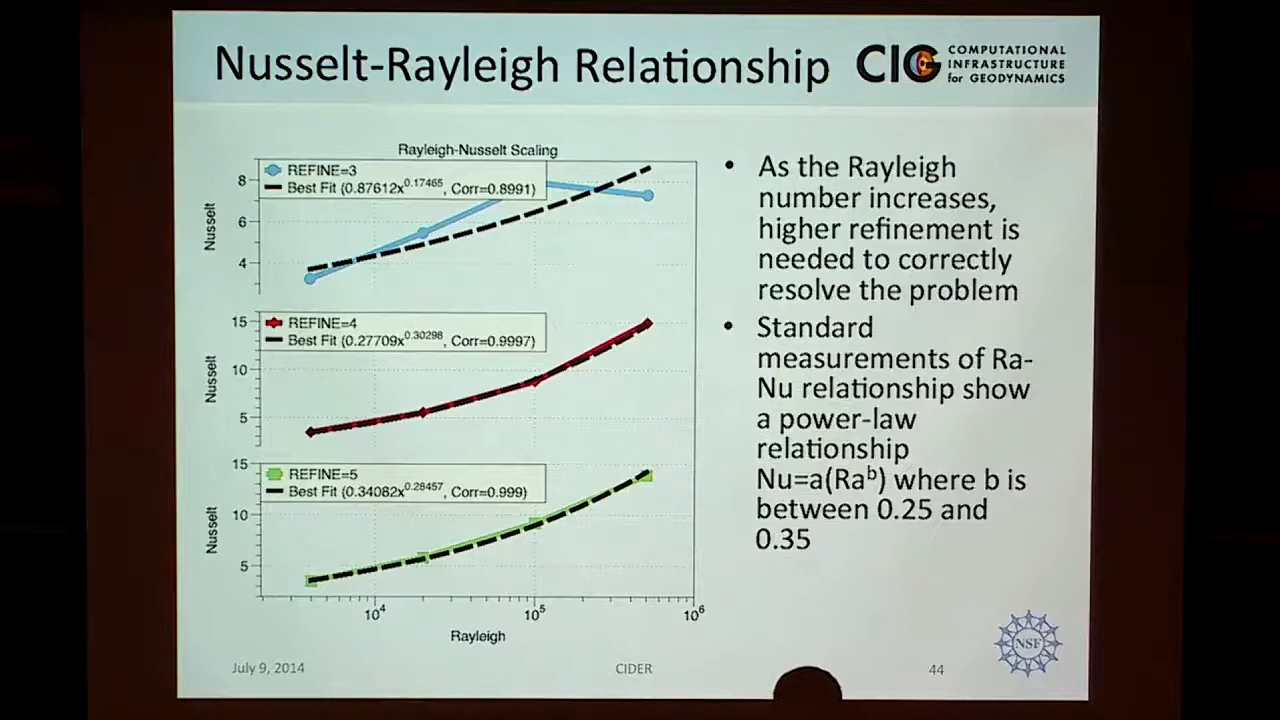 Nusselt-Rayleigh Relationship
CIG COMPUTATIONAL
INFRASTRUCTURE
for GEODYNAMICS
Rayleigh-Nusselt Scaling
REFINE=3
Best Fit (0.87612x^0.17465, Corr=0.8991)
8
6
4
Nusselt
REFINE=4
Best Fit (0.27709x^0.30298, Corr=0.9997)
15
10
5
Nusselt
REFINE=5
Best Fit (0.34082x^0.28457, Corr=0.999)
15
10
5
Nusselt
10^4 10^5 10^6
Rayleigh
• As the Rayleigh
number increases,
higher refinement is
needed to correctly
resolve the problem
• Standard
measurements of Ra-
Nu relationship show
a power-law
relationship
Nu=a(Ra^b) where b is
between 0.25 and
0.35
NSF
July 9, 2014 CIDER 44